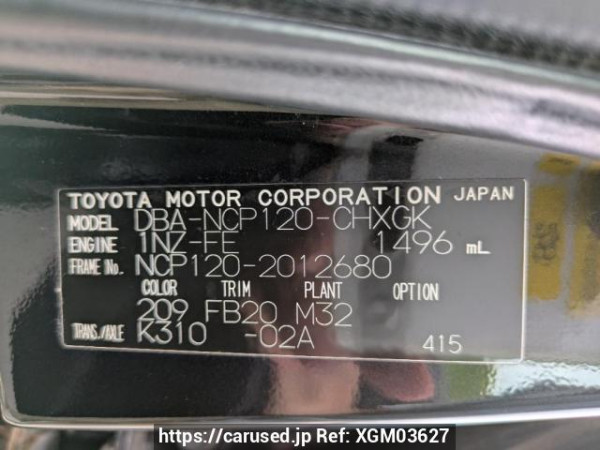 TOYOTA MOTOR CORPORATION JAPAN
MODEL DBA-NCP120-CHXGK
ENGINE 1NZ-FE 1496 mL
FRAME No. NCP120-2012680
COLOR TRIM PLANT OPTION
209 FB20 M32
TRANS./AXLE K310 -02A 415
https://carused.jp Ref: XGM03627